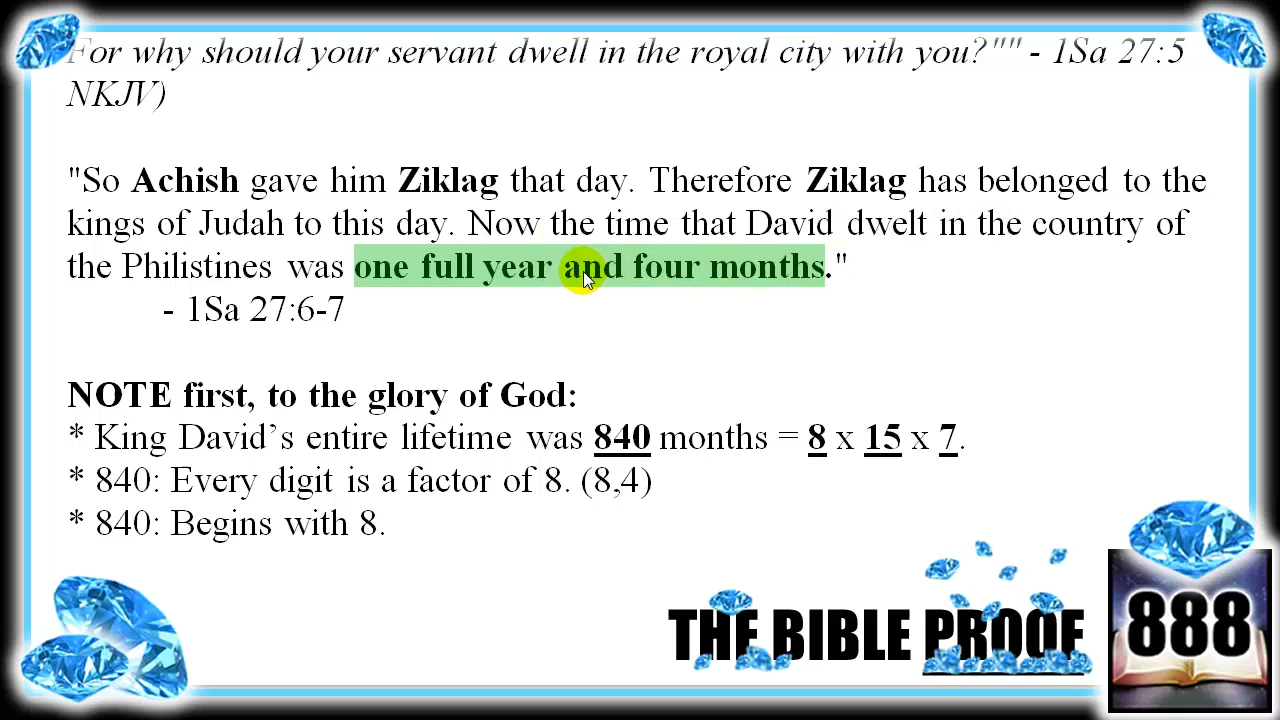 For why should your servant dwell in the royal city with you?"" - 1Sa 27:5
NKJV)
"So Achish gave him Ziklag that day. Therefore Ziklag has belonged to the
kings of Judah to this day. Now the time that David dwelt in the country of
the Philistines was one full year and four months."
- 1Sa 27:6-7
NOTE first, to the glory of God:
* King David’s entire lifetime was 840 months = 8 x 15 x 7.
* 840: Every digit is a factor of 8. (8,4)
* 840: Begins with 8.
THE BIBLE PROOF
888